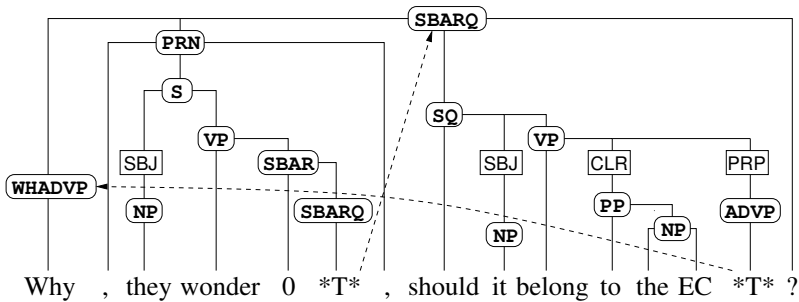 SBARQ
PRN
S
SQ
VP VP
SBJ SBAR SBJ CLR PRP
WHADVP
NP SBARQ PP ADVP
NP NP
Why , they wonder 0 *T* , should it belong to the EC *T* ?